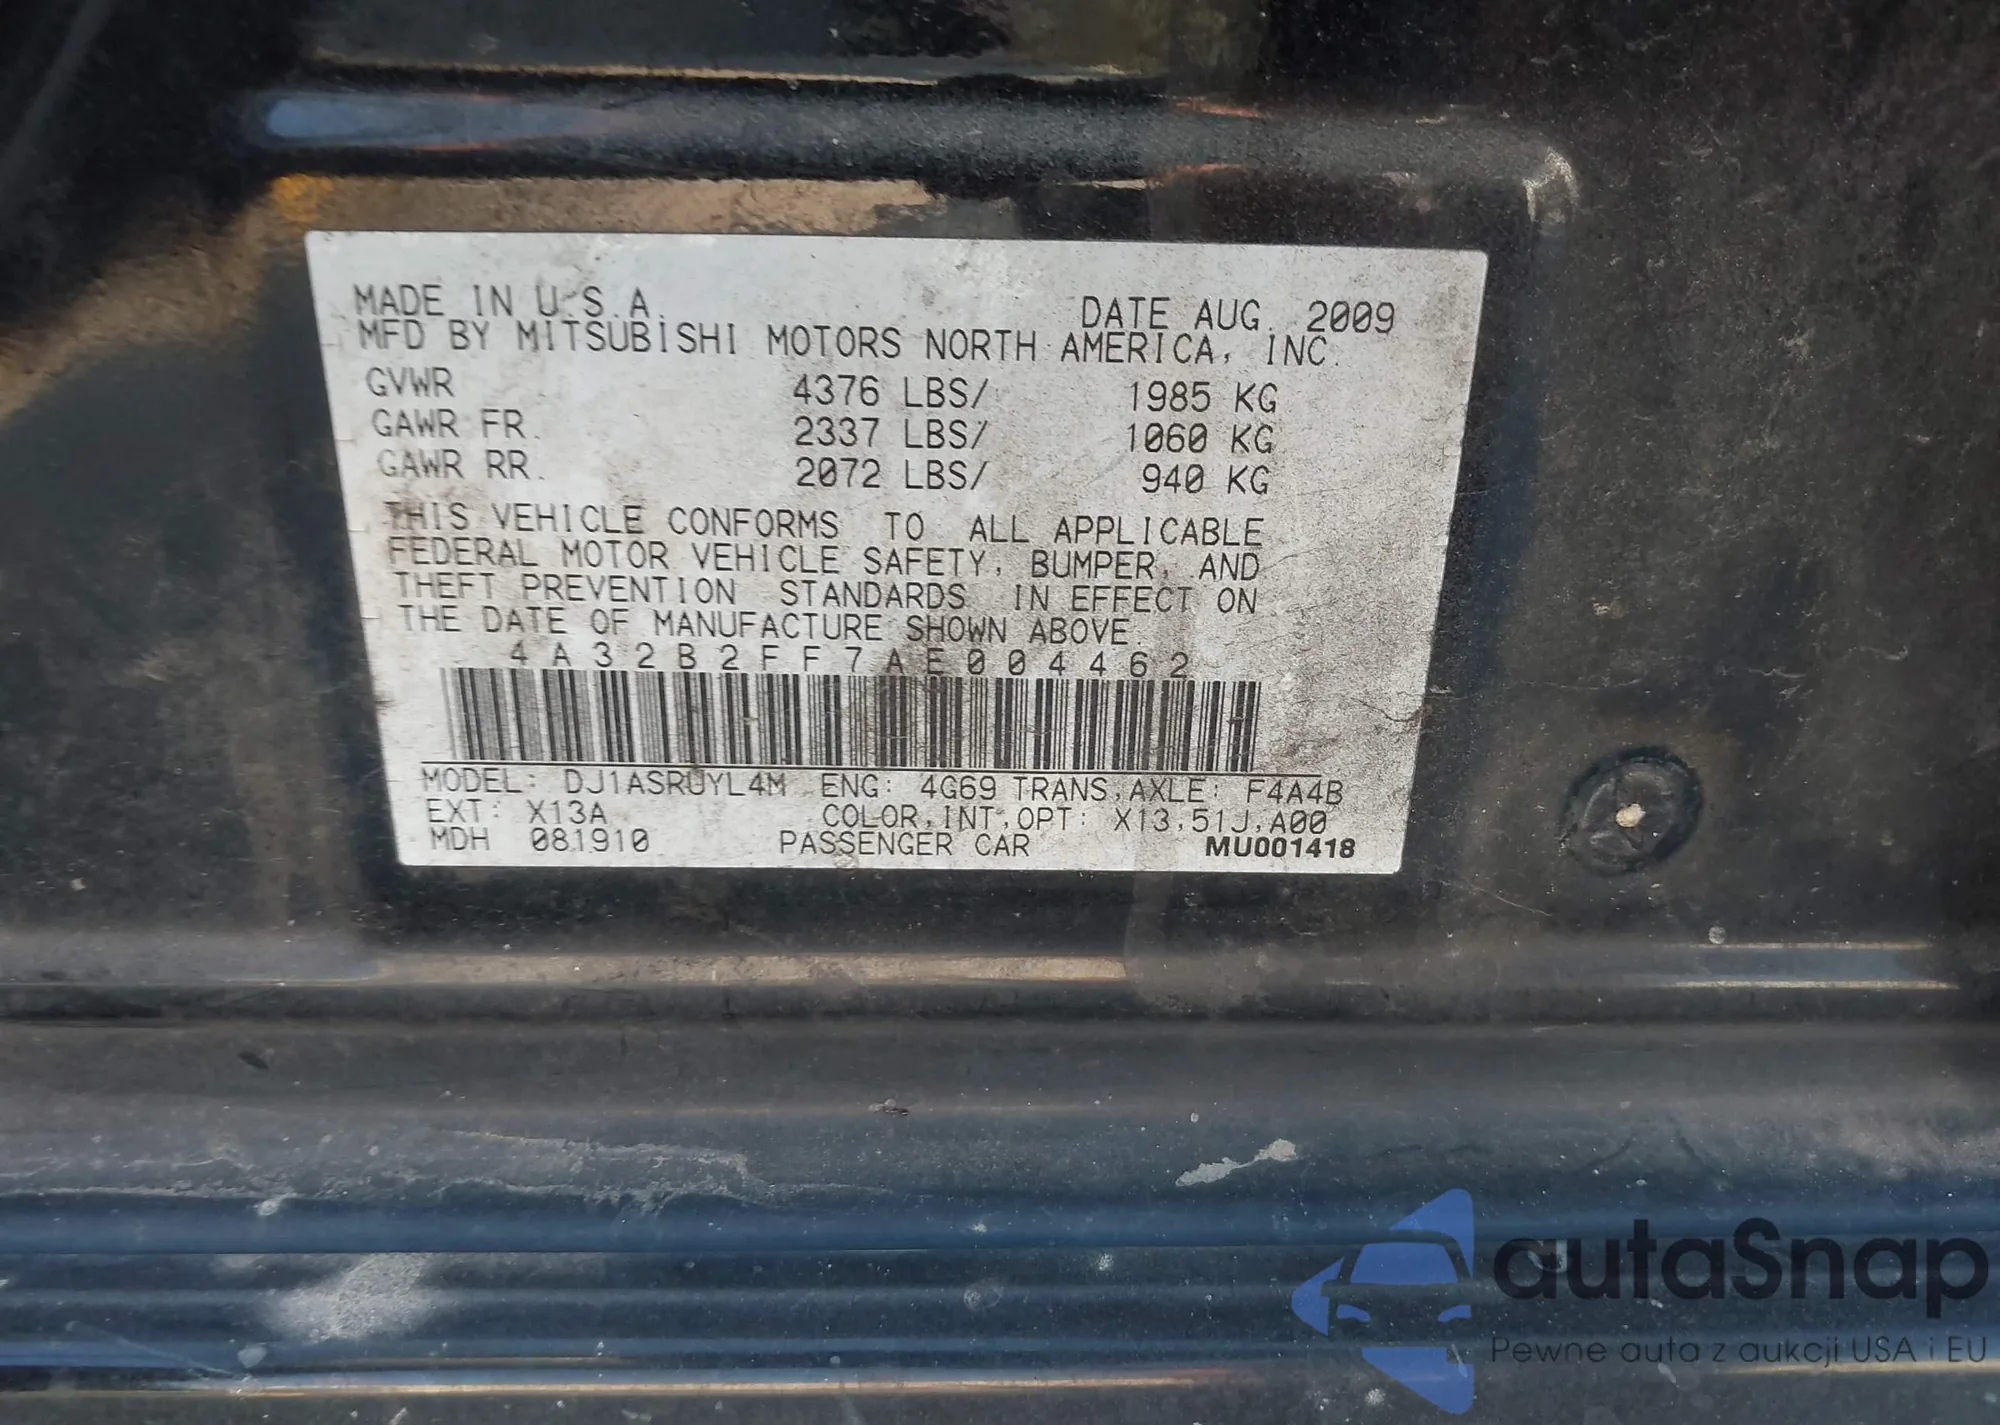 MADE IN U.S.A. DATE AUG. 2009
MFD BY MITSUBISHI MOTORS NORTH AMERICA, INC.
GVWR 4376 LBS/ 1985 KG
GAWR FR. 2337 LBS/ 1060 KG
GAWR RR. 2072 LBS/ 940 KG
THIS VEHICLE CONFORMS TO ALL APPLICABLE
FEDERAL MOTOR VEHICLE SAFETY, BUMPER, AND
THEFT PREVENTION STANDARDS IN EFFECT ON
THE DATE OF MANUFACTURE SHOWN ABOVE.
4A32B2FF7AE004462
MODEL: DJ1ASRUYL4M ENG: 4G69 TRANS,AXLE: F4A4B
EXT: X13A COLOR,INT,OPT: X13,51J,A00
MDH 081910 PASSENGER CAR MU001418
autaSnap
Pewne auta z aukcji USA i EU